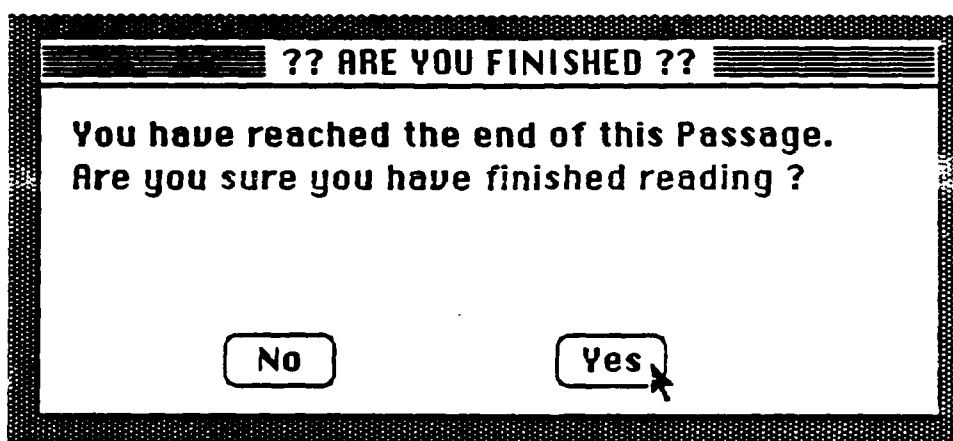 ?? ARE YOU FINISHED ??
You have reached the end of this Passage.
Are you sure you have finished reading ?
No Yes